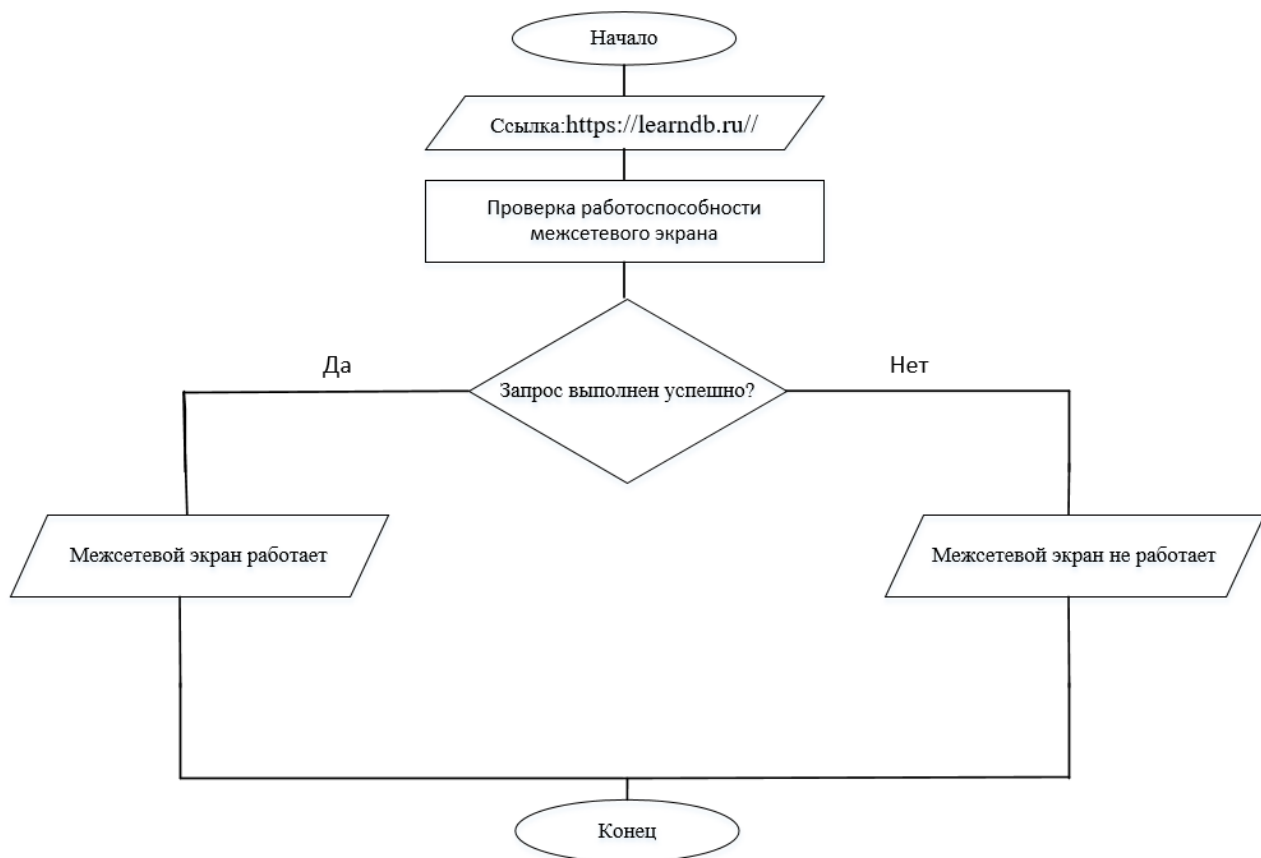 Начало
Ссылка:https://learndb.ru//
Проверка работоспособности
межсетевого экрана
Да
Нет
Запрос выполнен успешно?
Межсетевой экран работает
Межсетевой экран не работает
Конец